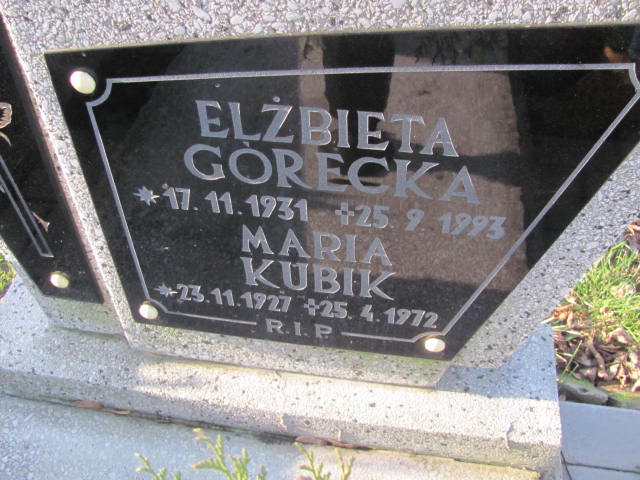 ELŻBIETA
GÓRECKA
* 17. 11. 1931 +25. 9. 1993
MARIA
KUBIK
*23. 11. 1927 +25. 4. 1972
R.I.P.